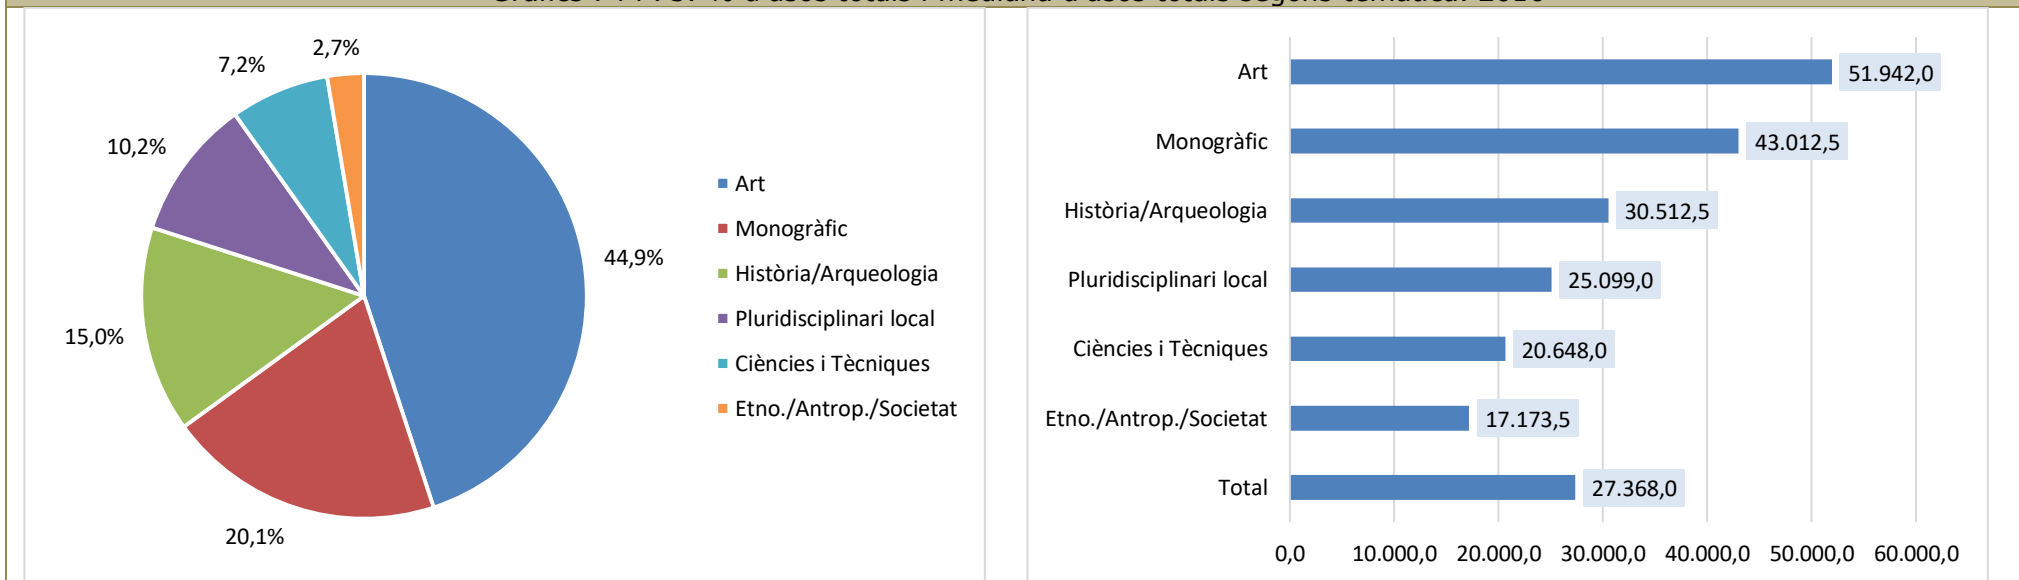 2,7%
7,2%
10,2%
15,0%
20,1%
44,9%
Art
Monogràfic
Història/Arqueologia
Pluridisciplinari local
Ciències i Tècniques
Etno./Antrop./Societat
Art 51.942,0
Monogràfic 43.012,5
Història/Arqueologia 30.512,5
Pluridisciplinari local 25.099,0
Ciències i Tècniques 20.648,0
Etno./Antrop./Societat 17.173,5
Total 27.368,0
0,0 10.000,0 20.000,0 30.000,0 40.000,0 50.000,0 60.000,0